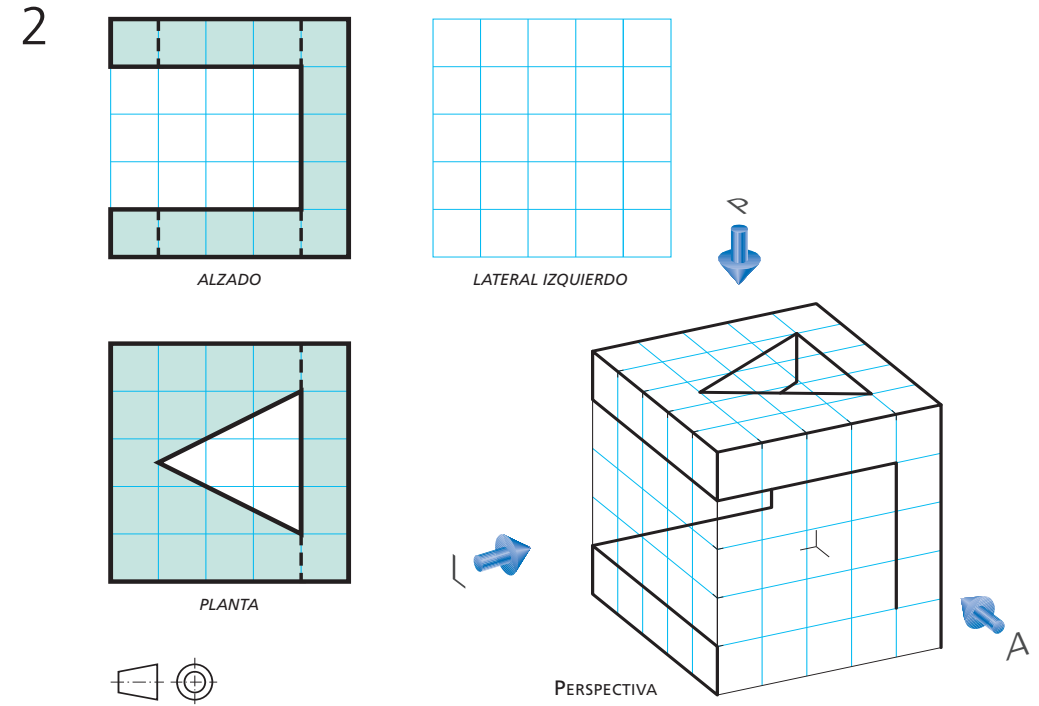 2
ALZADO
LATERAL IZQUIERDO
P
PLANTA
L
A
PERSPECTIVA